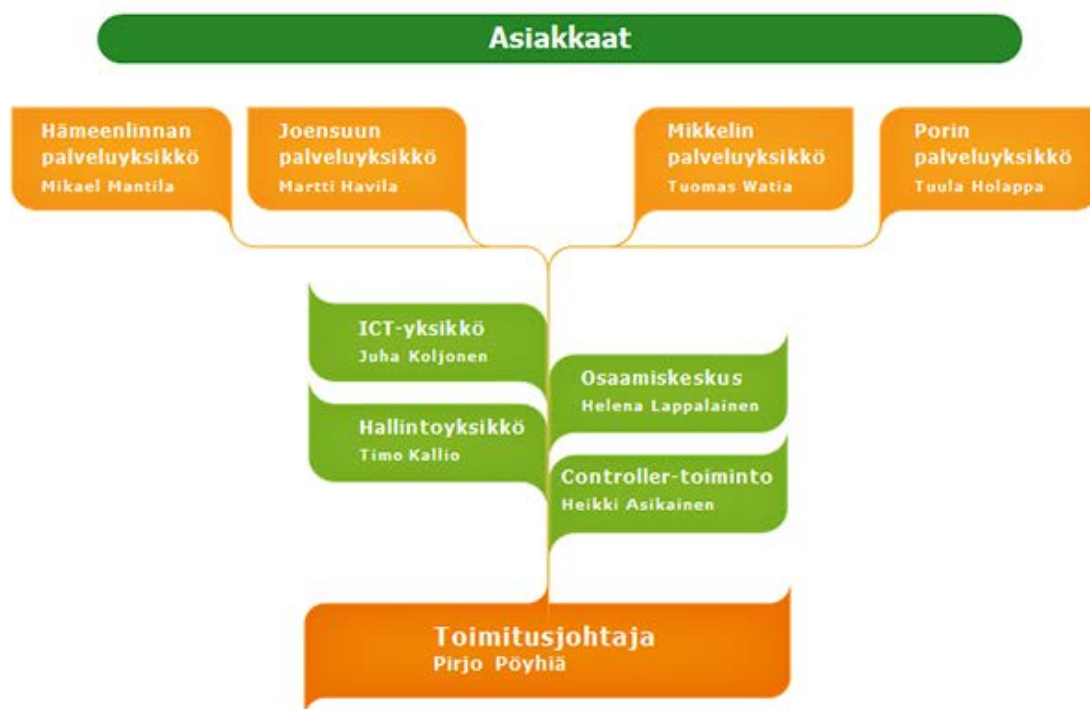 Asiakkaat
Hämeenlinnan
palveluyksikkö
Mikael Mantila
Joensuun
palveluyksikkö
Martti Havila
Mikkelin
palveluyksikkö
Tuomas Watia
Porin
palveluyksikkö
Tuula Holappa
ICT-yksikkö
Juha Koljonen
Osaamiskeskus
Helena Lappalainen
Hallintoyksikkö
Timo Kallio
Controller-toiminto
Heikki Asikainen
Toimitusjohtaja
Pirjo Pöyhiä